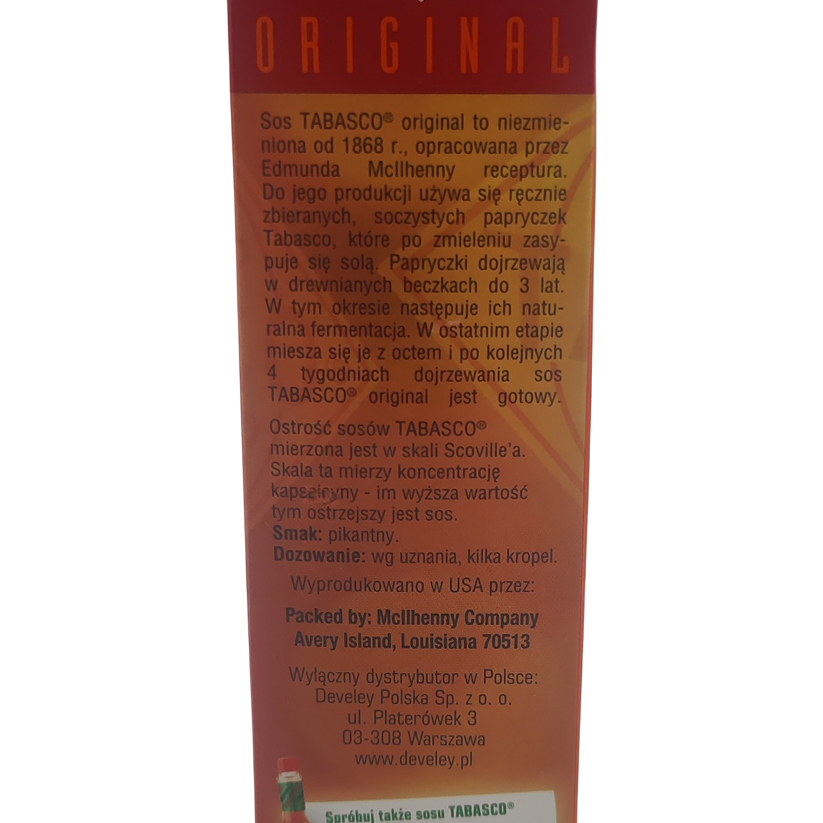 ORIGINAL
Sos TABASCO® original to niezmie-
niona od 1868 r., opracowana przez
Edmunda McIlhenny receptura.
Do jego produkcji używa się ręcznie
zbieranych, soczystych papryczek
Tabasco, które po zmieleniu zasy-
puje się solą. Papryczki dojrzewają
w drewnianych beczkach do 3 lat.
W tym okresie następuje ich natu-
ralna fermentacja. W ostatnim etapie
miesza się je z octem i po kolejnych
4 tygodniach dojrzewania sos
TABASCO® original jest gotowy.
Ostrość sosów TABASCO®
mierzona jest w skali Scoville'a.
Skala ta mierzy koncentrację
kapsaicyny - im wyższa wartość
tym ostrzejszy jest sos.
Smak: pikantny.
Dozowanie: wg uznania, kilka kropel.
Wyprodukowano w USA przez:
Packed by: McIlhenny Company
Avery Island, Louisiana 70513
Wyłączny dystrybutor w Polsce:
Develey Polska Sp. z o. o.
ul. Platerówek 3
03-308 Warszawa
www.develey.pl
Spróbuj także sosu TABASCO®